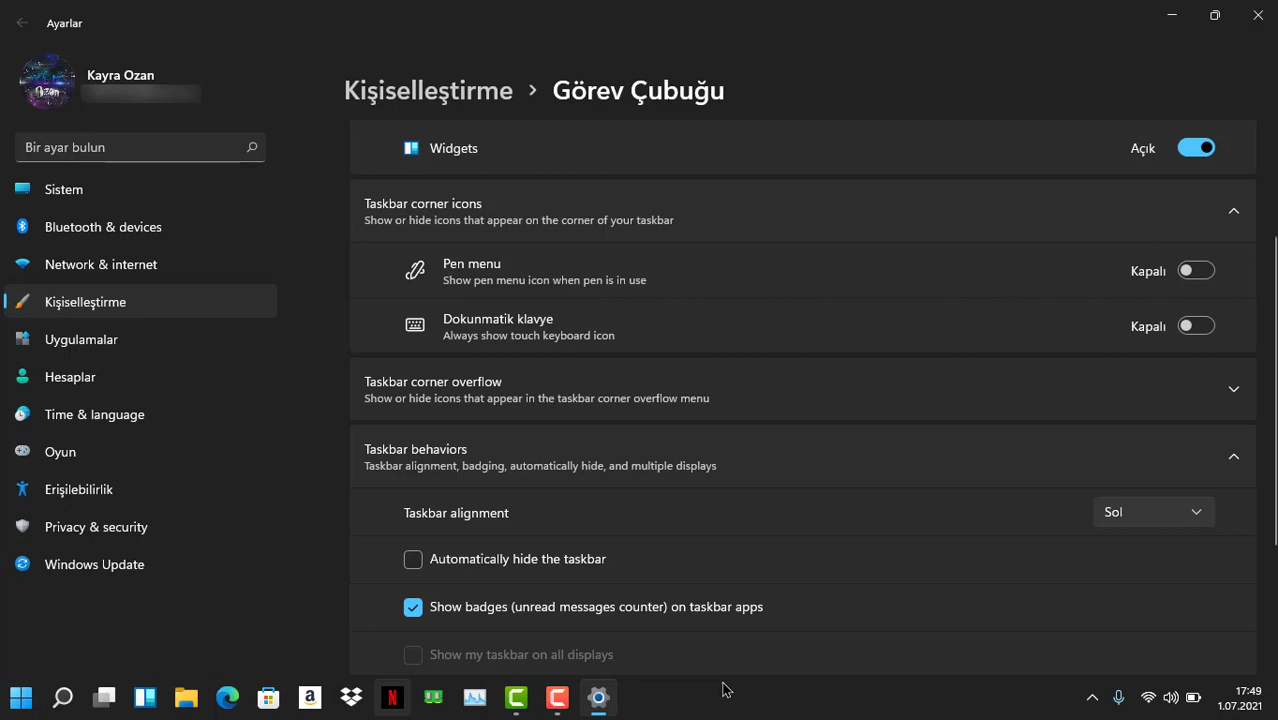 Ayarlar
Kayra Ozan
Ozan
Bir ayar bulun
Sistem
Bluetooth & devices
Network & internet
Kişiselleştirme
Uygulamalar
Hesaplar
Time & language
Oyun
Erişilebilirlik
Privacy & security
Windows Update
Kişiselleştirme > Görev Çubuğu
Widgets
Açık
Taskbar corner icons
Show or hide icons that appear on the corner of your taskbar
Pen menu
Show pen menu icon when pen is in use
Kapalı
Dokunmatik klavye
Always show touch keyboard icon
Kapalı
Taskbar corner overflow
Show or hide icons that appear in the taskbar corner overflow menu
Taskbar behaviors
Taskbar alignment, badging, automatically hide, and multiple displays
Taskbar alignment
Sol
Automatically hide the taskbar
Show badges (unread messages counter) on taskbar apps
Show my taskbar on all displays
17:49
1.07.2021